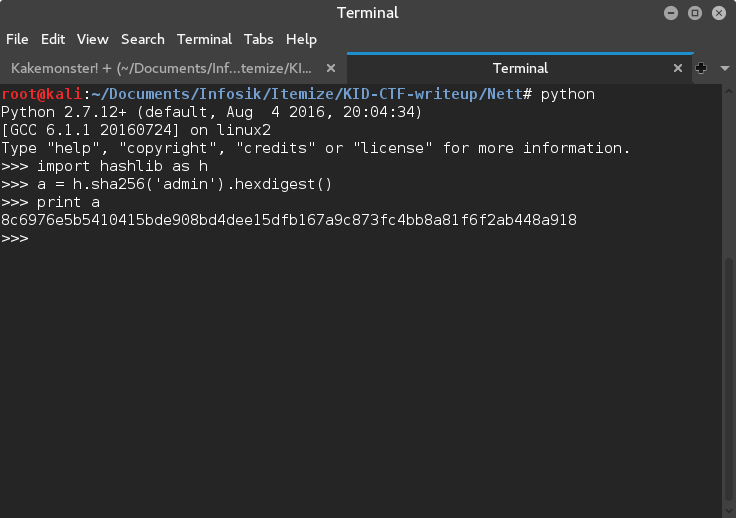 Terminal
File Edit View Search Terminal Tabs Help
Kakemonster! + (~/Documents/Inf...temize/KI... ×
Terminal ×
root@kali:~/Documents/Infosik/Itemize/KID-CTF-writeup/Nett# python
Python 2.7.12+ (default, Aug  4 2016, 20:04:34)
[GCC 6.1.1 20160724] on linux2
Type "help", "copyright", "credits" or "license" for more information.
>>> import hashlib as h
>>> a = h.sha256('admin').hexdigest()
>>> print a
8c6976e5b5410415bde908bd4dee15dfb167a9c873fc4bb8a81f6f2ab448a918
>>>